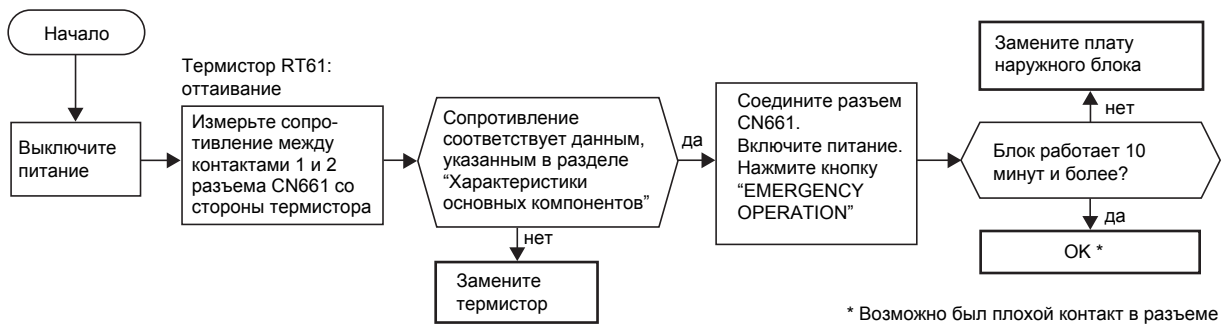 Начало
Выключите
питание
Термистор RT61:
оттаивание
Измерьте сопро-
тивление между
контактами 1 и 2
разъема CN661 со
стороны термистора
Сопротивление
соответствует данным,
указанным в разделе
“Характеристики
основных компонентов”
да
нет
Замените
термистор
Соедините разъем
CN661.
Включите питание.
Нажмите кнопку
“EMERGENCY
OPERATION”
Замените плату
наружного блока
нет
Блок работает 10
минут и более?
да
OK *
* Возможно был плохой контакт в разъеме